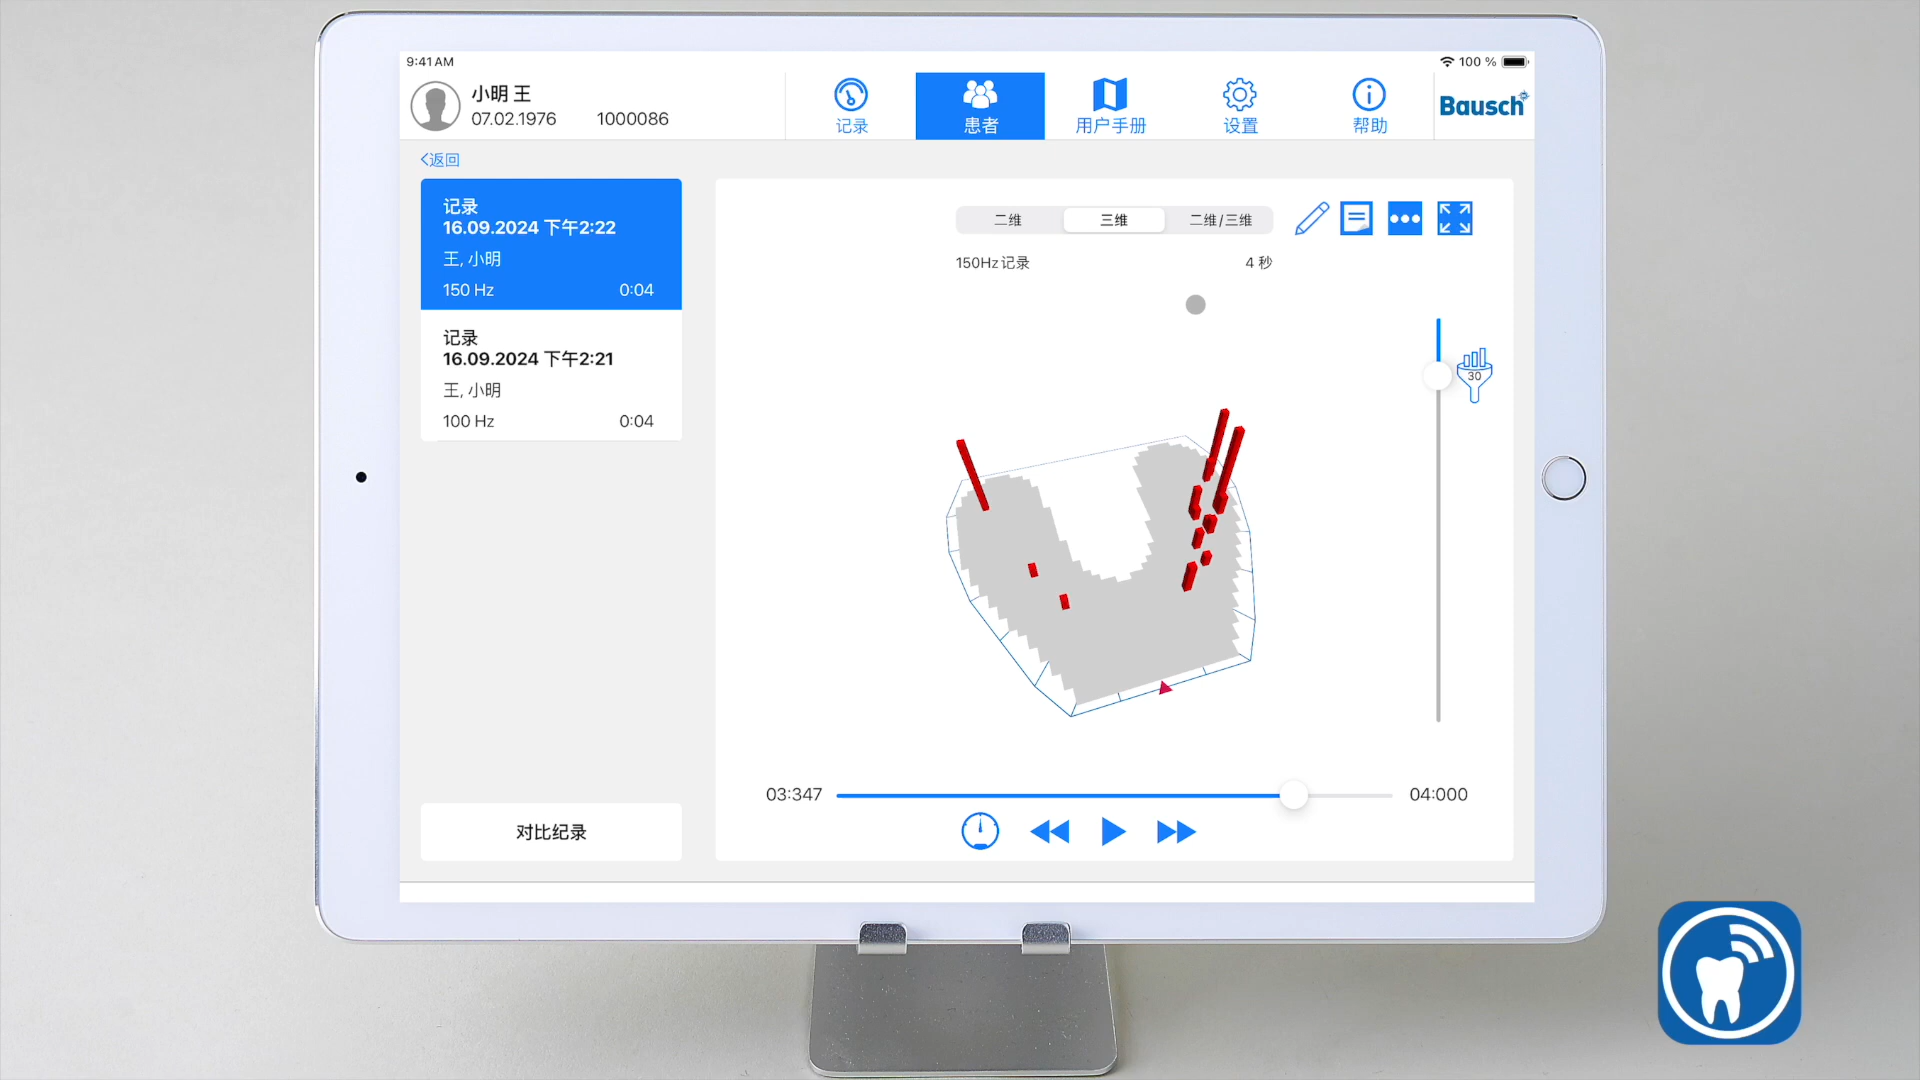 9:41 AM
100 %
小明 王
07.02.1976 1000086
记录
患者
用户手册
设置
帮助
Bausch
返回
记录
16.09.2024 下午2:22
王, 小明
150 Hz 0:04
记录
16.09.2024 下午2:21
王, 小明
100 Hz 0:04
对比纪录
二维
三维
二维/三维
150Hz 记录 4 秒
30
03:347
04:000